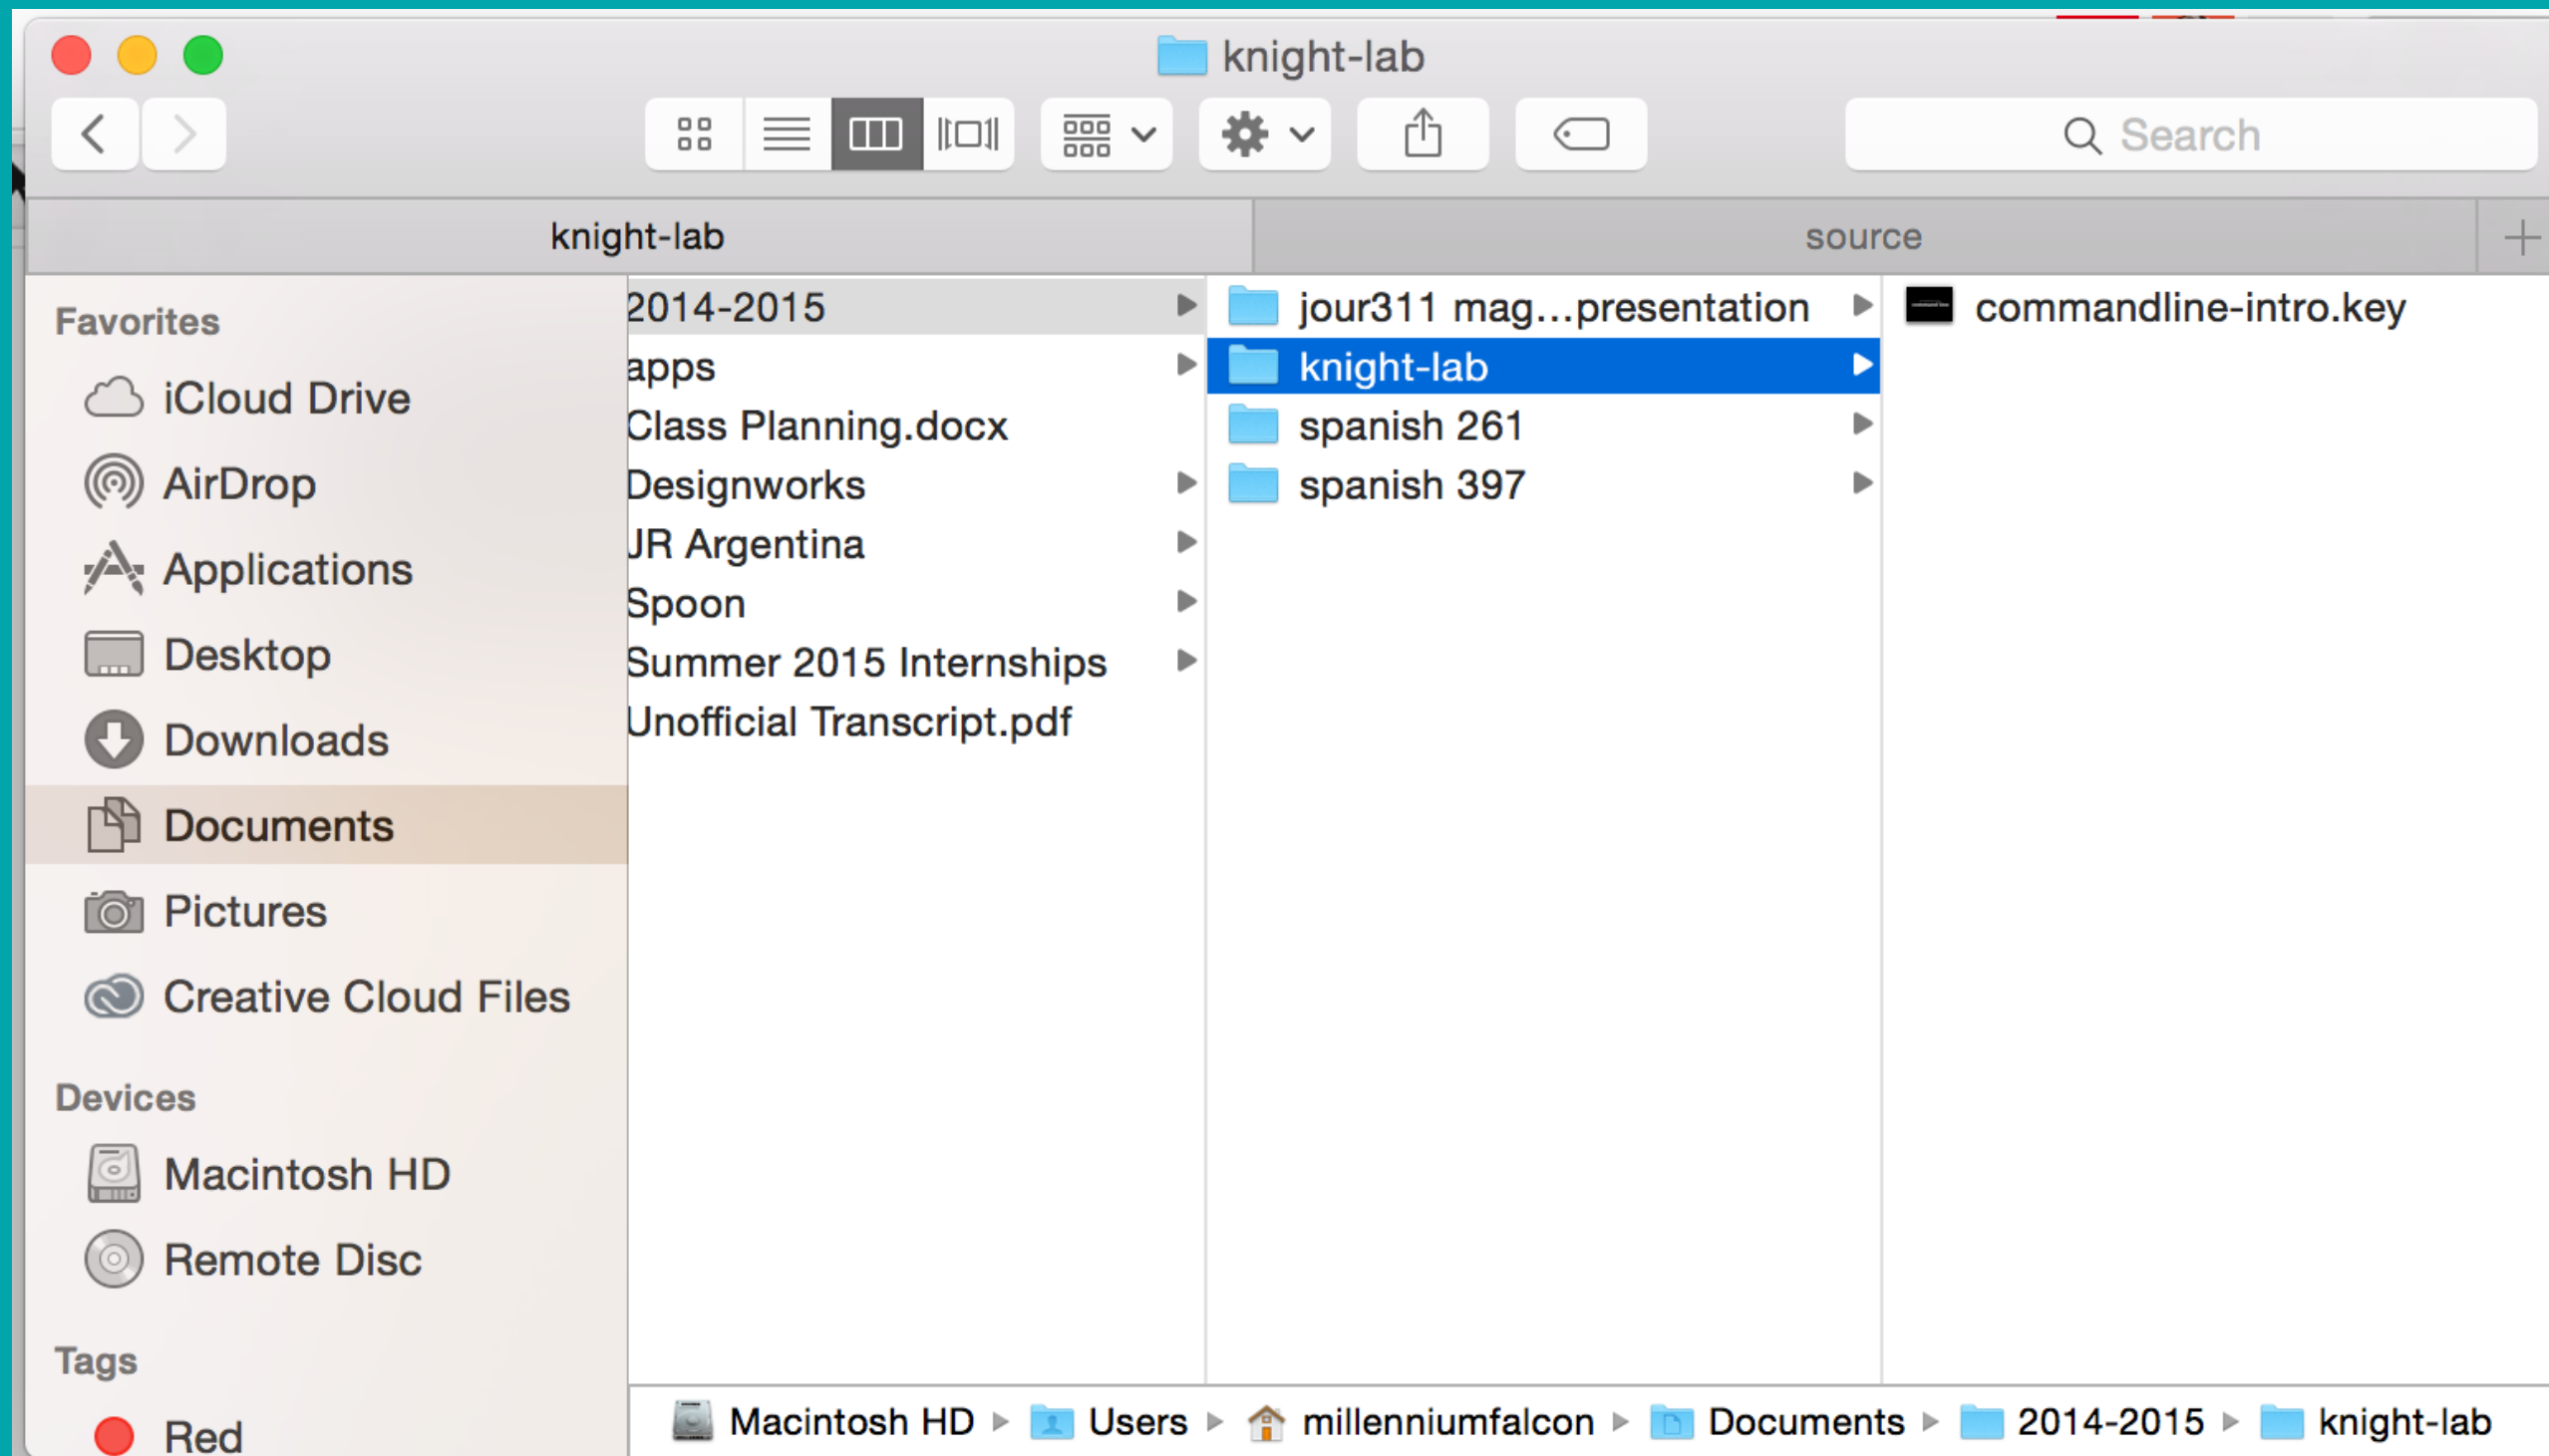 knight-lab
Search
knight-lab
source
Favorites
iCloud Drive
AirDrop
Applications
Desktop
Downloads
Documents
Pictures
Creative Cloud Files
Devices
Macintosh HD
Remote Disc
Tags
Red
2014-2015
apps
Class Planning.docx
Designworks
JR Argentina
Spoon
Summer 2015 Internships
Unofficial Transcript.pdf
jour311 mag...presentation
knight-lab
spanish 261
spanish 397
commandline-intro.key
Macintosh HD Users millenniumfalcon Documents 2014-2015 knight-lab